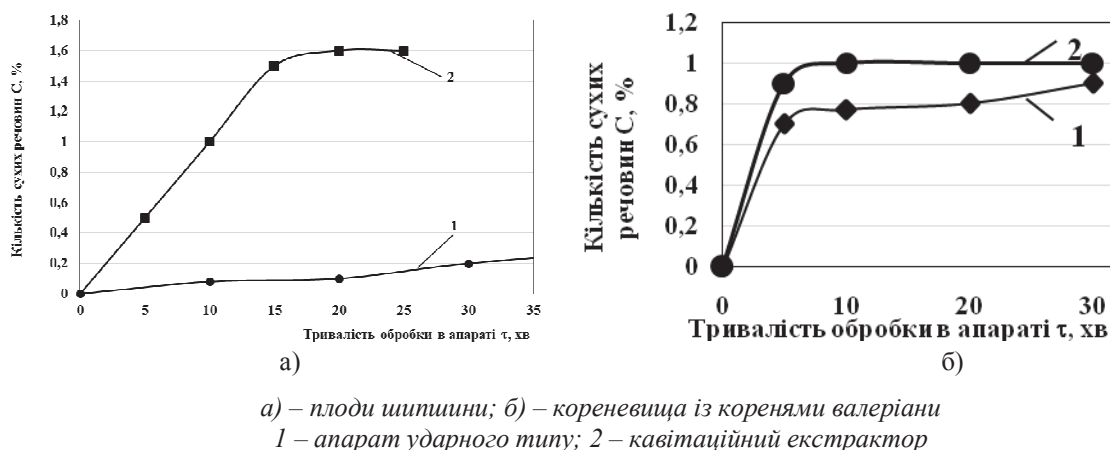 Кількість сухих речовин С, %
1,8
1,6
1,4
1,2
1
0,8
0,6
0,4
0,2
0
2
1
0 5 10 15 20 25 30 35
Тривалість обробки в апараті τ, хв
а)
Кількість сухих
речовин С, %
1,2
1
0,8
0,6
0,4
0,2
0
2
1
0 10 20 30
Тривалість обробки в апараті τ, хв
б)
а) – плоди шипшини; б) – кореневища із коренями валеріани
1 – апарат ударного типу; 2 – кавітаційний екстрактор